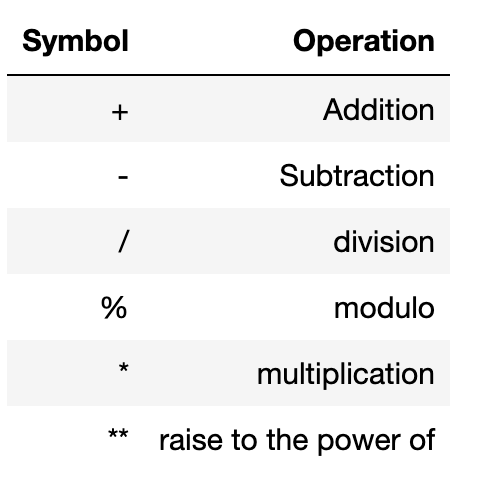 Symbol Operation
+ Addition
- Subtraction
/ division
% modulo
* multiplication
** raise to the power of